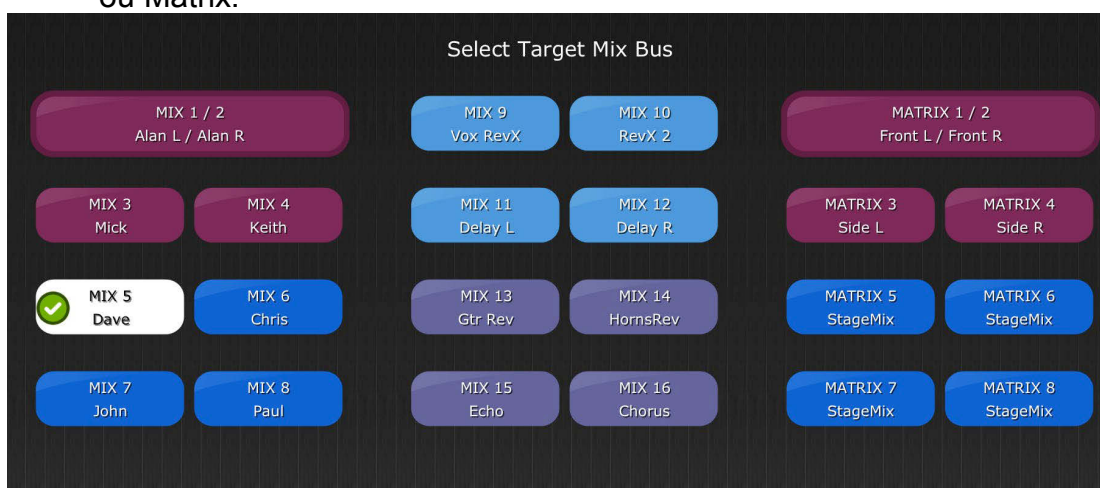 ou Matrix.
Select Target Mix Bus
MIX 1 / 2
Alan L / Alan R
MIX 9
Vox RevX
MIX 10
RevX 2
MATRIX 1 / 2
Front L / Front R
MIX 3
Mick
MIX 4
Keith
MIX 11
Delay L
MIX 12
Delay R
MATRIX 3
Side L
MATRIX 4
Side R
MIX 5
Dave
MIX 6
Chris
MIX 13
Gtr Rev
MIX 14
HornsRev
MATRIX 5
StageMix
MATRIX 6
StageMix
MIX 7
John
MIX 8
Paul
MIX 15
Echo
MIX 16
Chorus
MATRIX 7
StageMix
MATRIX 8
StageMix